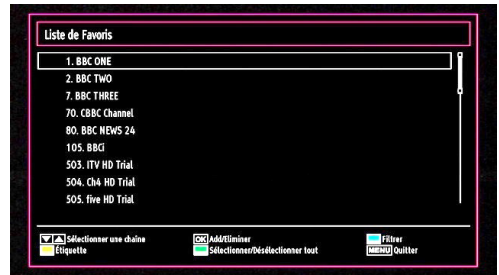 Liste de Favoris
1. BBC ONE
2. BBC TWO
7. BBC THREE
70. CBBC Channel
80. BBC NEWS 24
105. BBCi
503. ITV HD Trial
504. Ch4 HD Trial
505. five HD Trial
Sélectionner une chaîne OK Add/Eliminer Filtrer
Étiquette Sélectionner/Désélectionner tout MENU Quitter